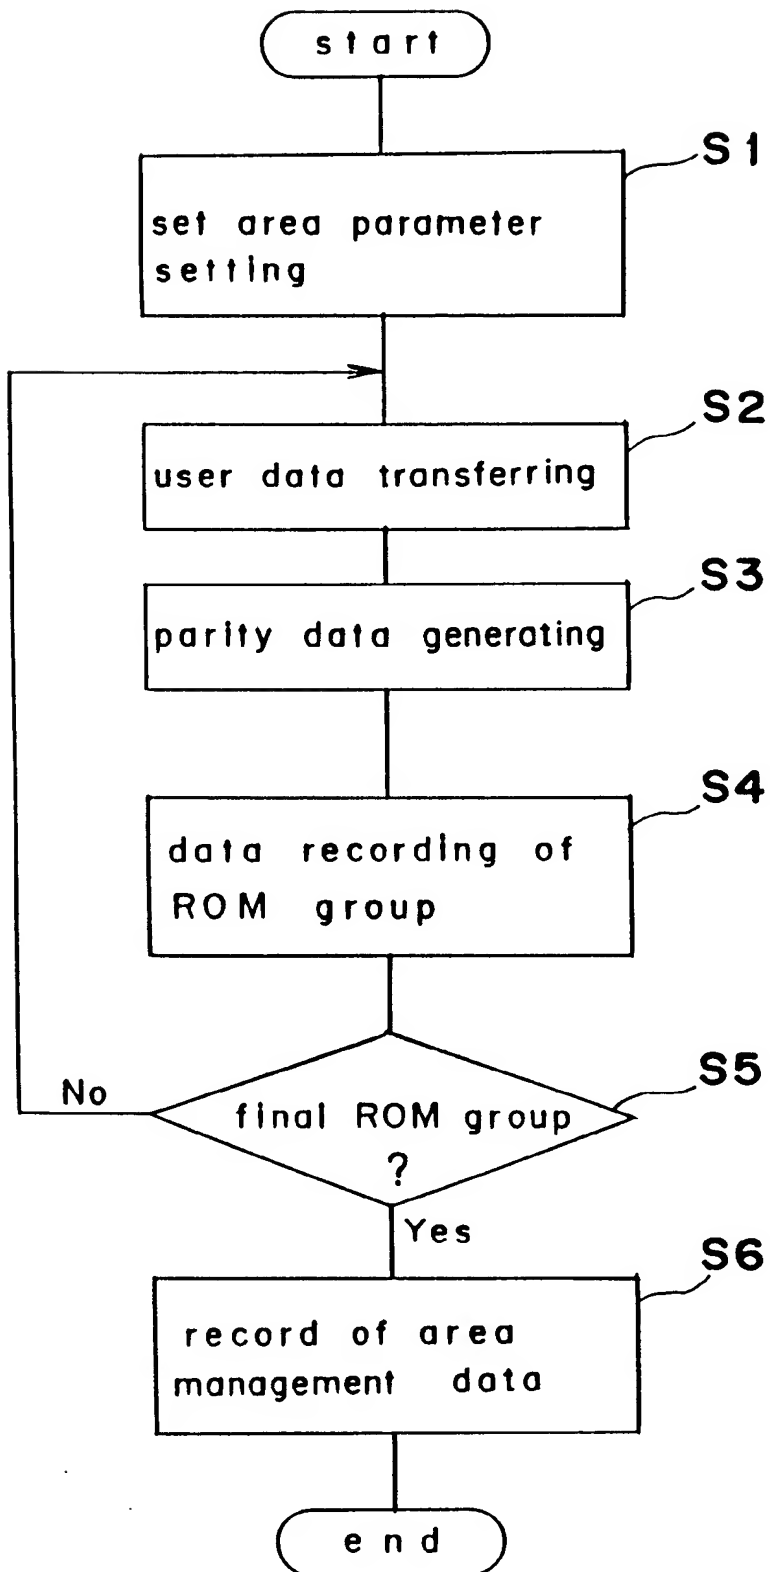 start
S1
set area parameter
setting
S2
user data transferring
S3
parity data generating
S4
data recording of
ROM group
S5
No
final ROM group
?
Yes
S6
record of area
management data
end